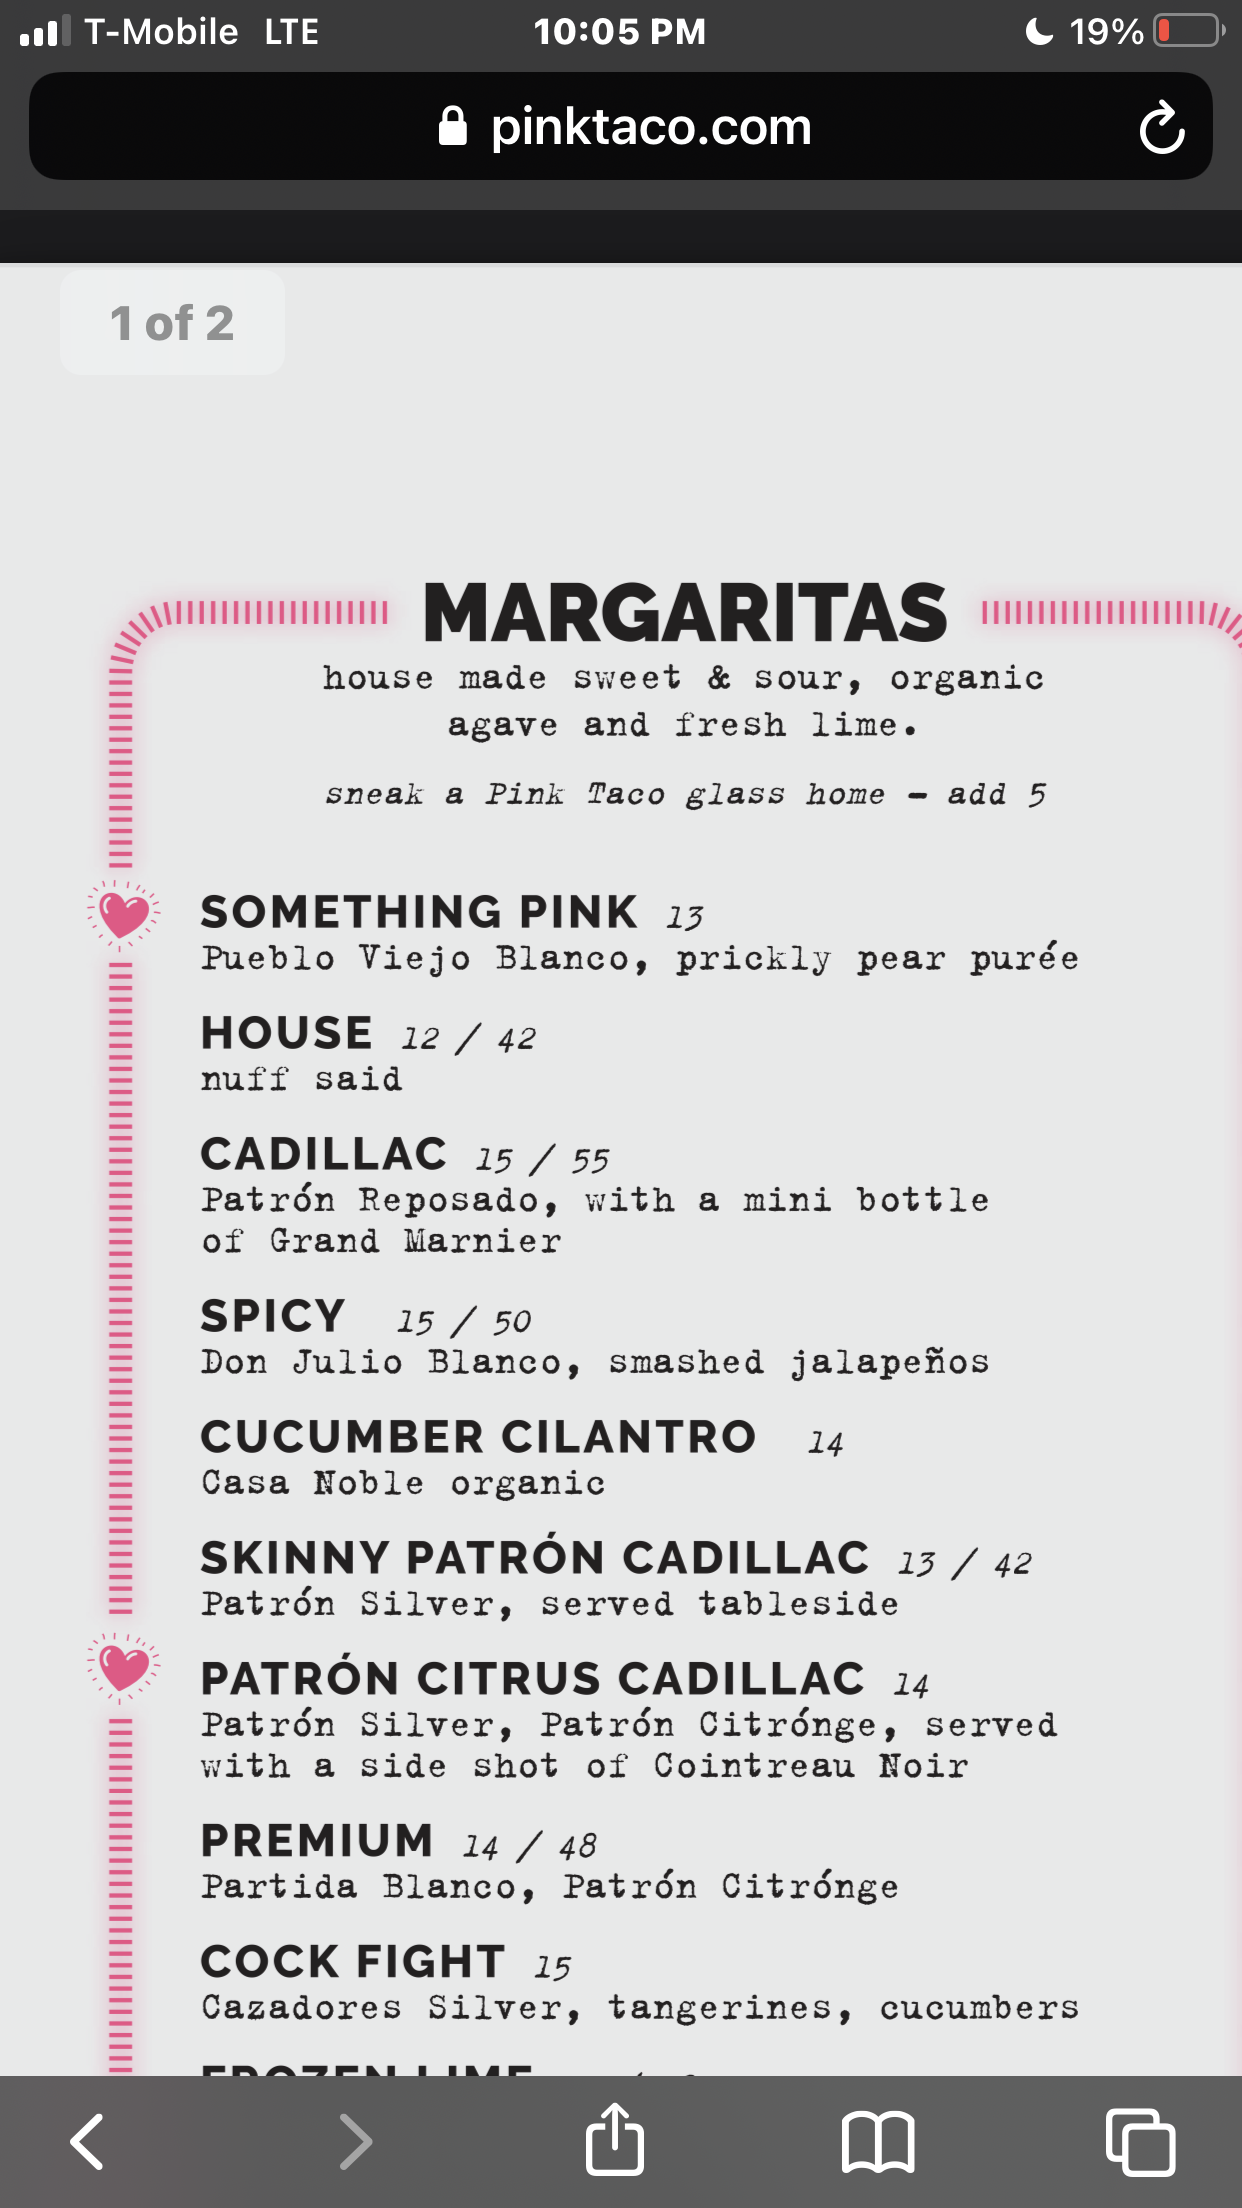 T-Mobile LTE 10:05 PM 19%
pinktaco.com
1 of 2
MARGARITAS
house made sweet & sour, organic
agave and fresh lime.
sneak a Pink Taco glass home – add 5
SOMETHING PINK 13
Pueblo Viejo Blanco, prickly pear purée
HOUSE 12 / 42
nuff said
CADILLAC 15 / 55
Patrón Reposado, with a mini bottle
of Grand Marnier
SPICY 15 / 50
Don Julio Blanco, smashed jalapeños
CUCUMBER CILANTRO 14
Casa Noble organic
SKINNY PATRÓN CADILLAC 13 / 42
Patrón Silver, served tableside
PATRÓN CITRUS CADILLAC 14
Patrón Silver, Patrón Citrónge, served
with a side shot of Cointreau Noir
PREMIUM 14 / 48
Partida Blanco, Patrón Citrónge
COCK FIGHT 15
Cazadores Silver, tangerines, cucumbers
FROZEN LIME